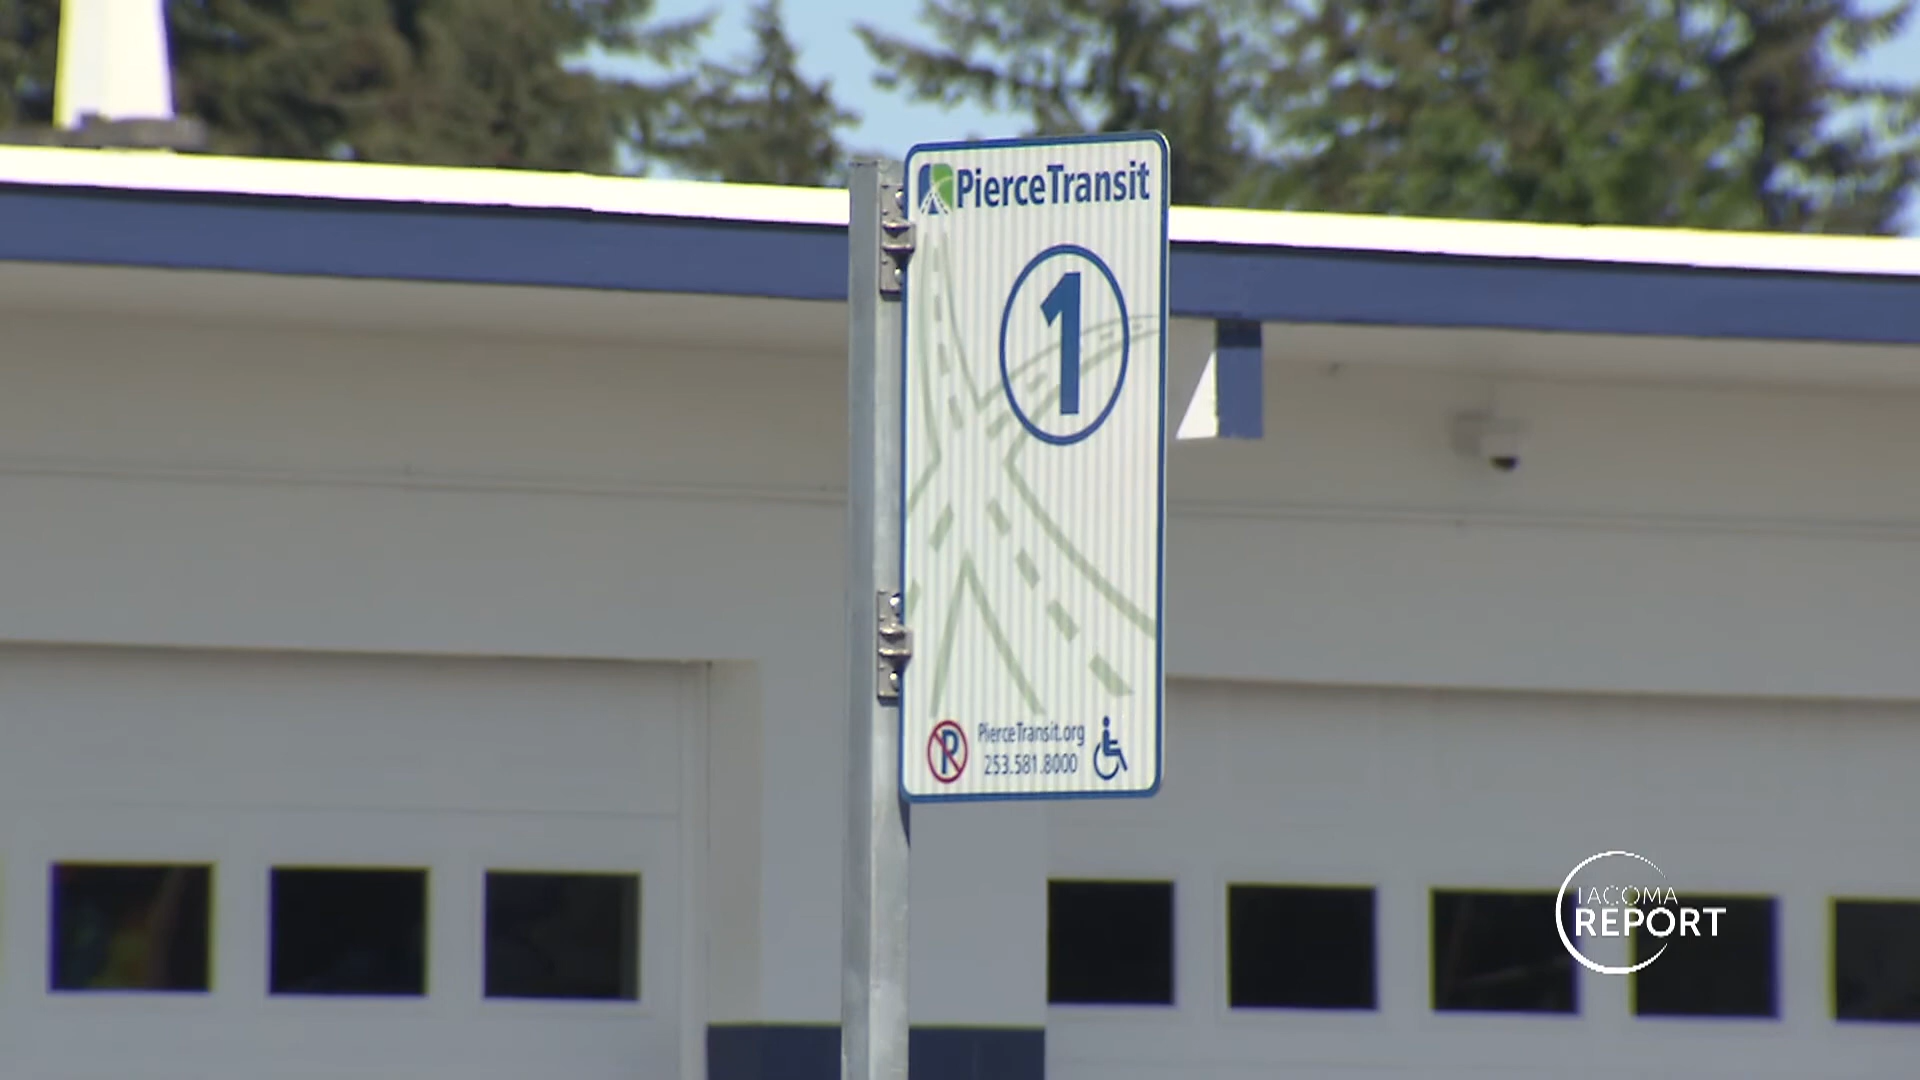 PierceTransit
1
P
PierceTransit.org
253.581.8000
TACOMA
REPORT